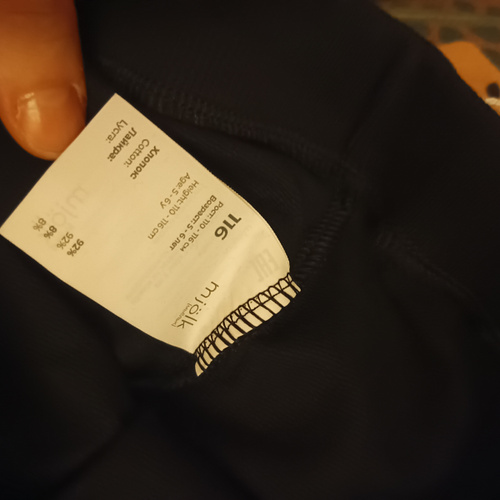 mjölk
116
Рост: 110 - 116 см
Возраст: 5 - 6 лет
Height: 110 - 116 cm
Age: 5 - 6 y
Хлопок: 92%
Cotton: 92%
Лайкра: 8%
Lycra: 8%